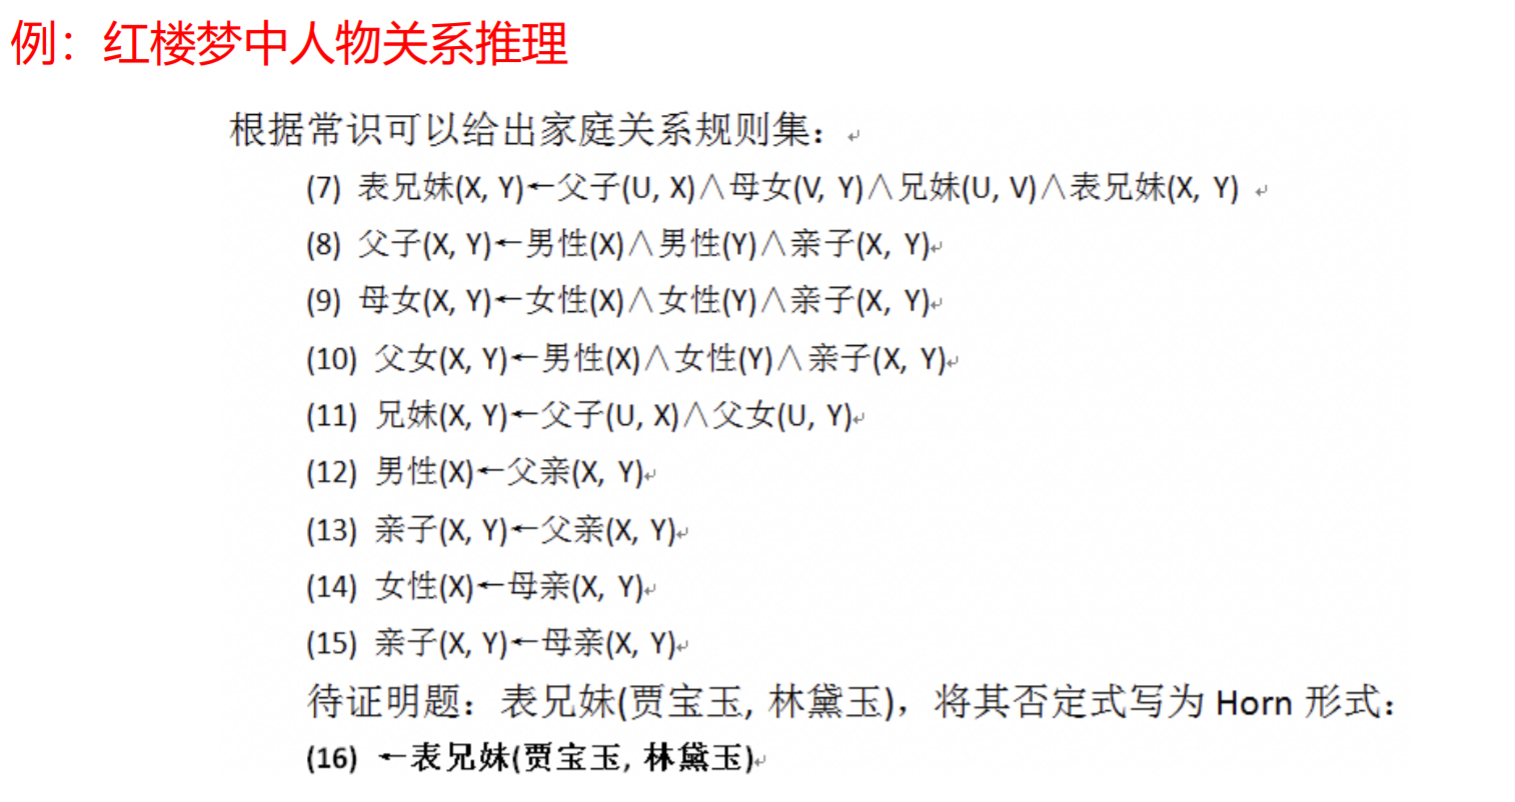 例：红楼梦中人物关系推理
根据常识可以给出家庭关系规则集：
(7) 表兄妹(X, Y)←父子(U, X)∧母女(V, Y)∧兄妹(U, V)∧表兄妹(X, Y)
(8) 父子(X, Y)←男性(X)∧男性(Y)∧亲子(X, Y)
(9) 母女(X, Y)←女性(X)∧女性(Y)∧亲子(X, Y)
(10) 父女(X, Y)←男性(X)∧女性(Y)∧亲子(X, Y)
(11) 兄妹(X, Y)←父子(U, X)∧父女(U, Y)
(12) 男性(X)←父亲(X, Y)
(13) 亲子(X, Y)←父亲(X, Y)
(14) 女性(X)←母亲(X, Y)
(15) 亲子(X, Y)←母亲(X, Y)
待证明题：表兄妹(贾宝玉, 林黛玉)，将其否定式写为 Horn 形式：
(16) ←表兄妹(贾宝玉, 林黛玉)